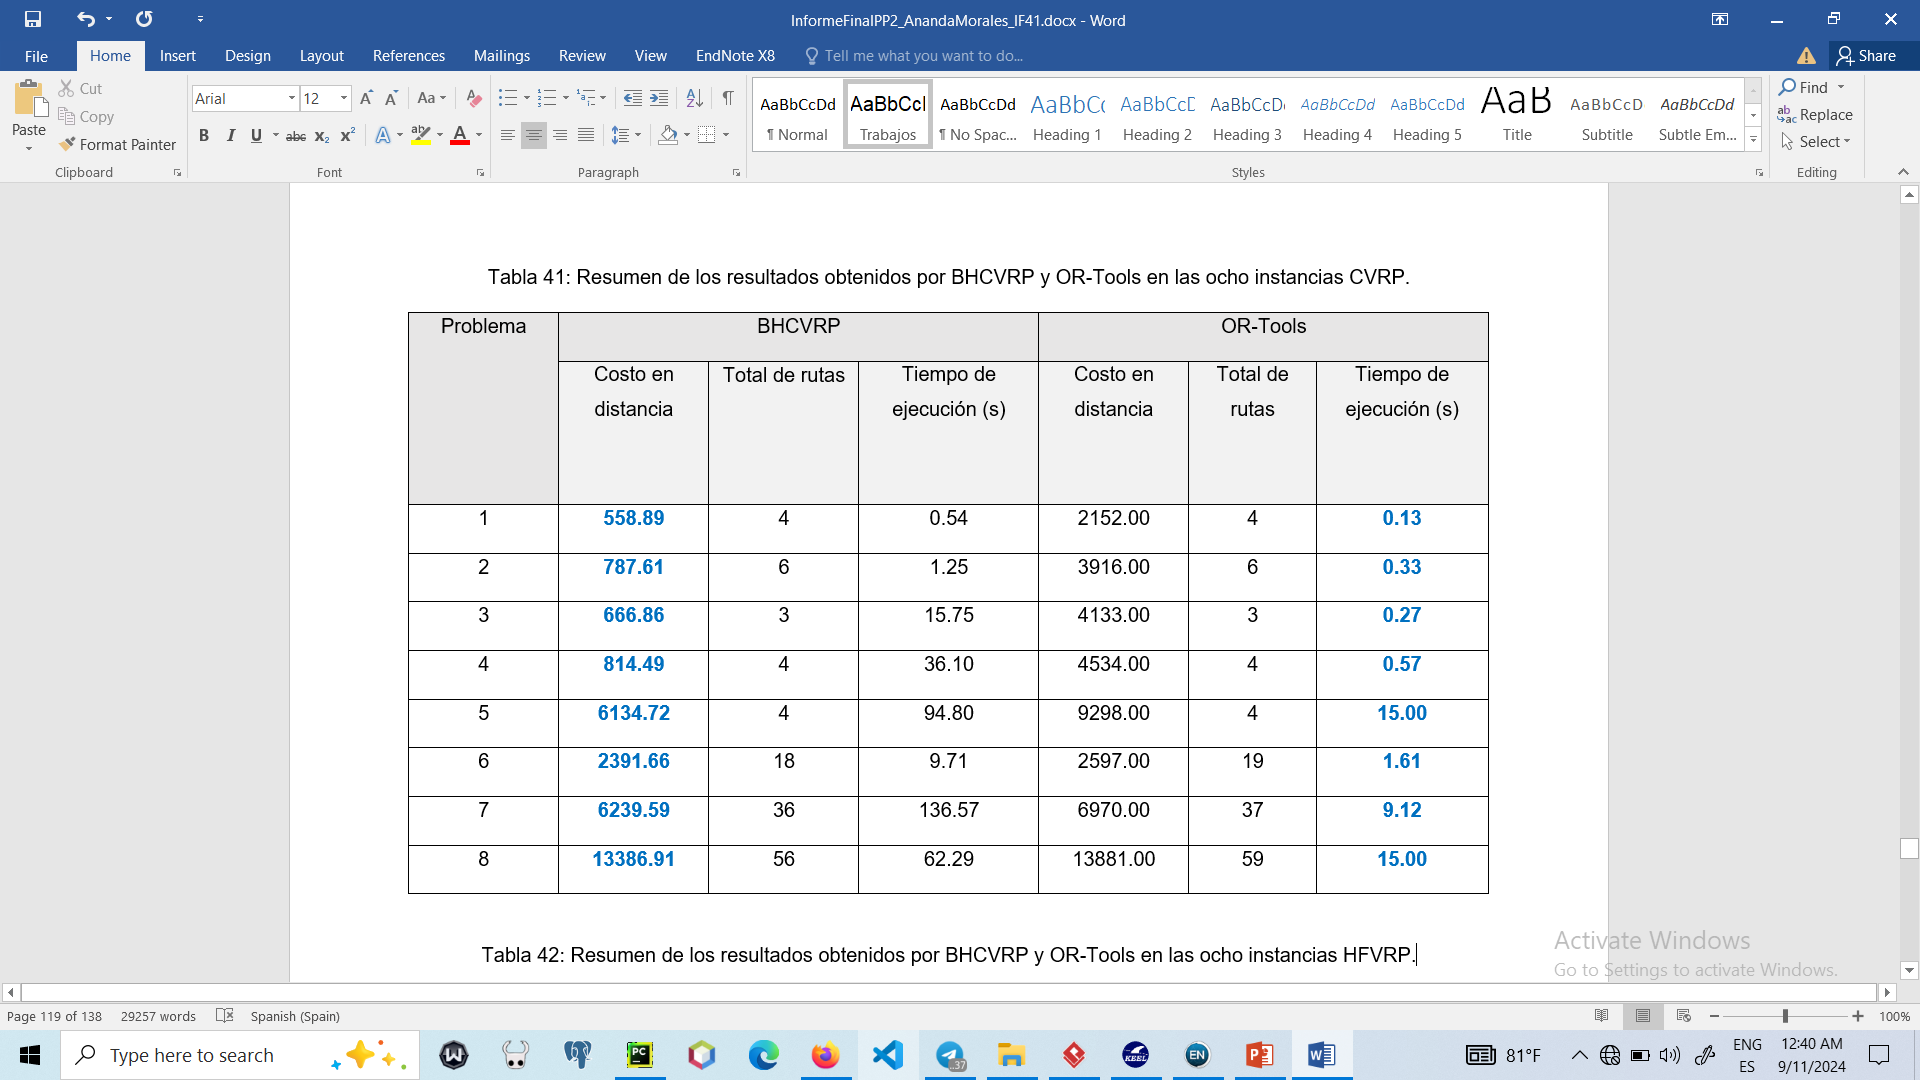 InformeFinalPP2_AnandaMorales_IF41.docx - Word
File Home Insert Design Layout References Mailings Review View EndNote X8 Tell me what you want to do... Share
Paste
Cut
Copy
Format Painter
Clipboard
Arial 12
Font
Paragraph
AaBbCcDd AaBbCcI AaBbCcDd AaBbC( AaBbCcE AaBbCcD( AaBbCcDd AaBbCcDd AaB AaBbCcD AaBbCcDd
¶ Normal Trabajos ¶ No Spac... Heading 1 Heading 2 Heading 3 Heading 4 Heading 5 Title Subtitle Subtle Em...
Styles
Find
Replace
Select
Editing
Tabla 41: Resumen de los resultados obtenidos por BHCVRP y OR-Tools en las ocho instancias CVRP.
Problema BHCVRP OR-Tools
Costo en distancia Total de rutas Tiempo de ejecución (s) Costo en distancia Total de rutas Tiempo de ejecución (s)
1 558.89 4 0.54 2152.00 4 0.13
2 787.61 6 1.25 3916.00 6 0.33
3 666.86 3 15.75 4133.00 3 0.27
4 814.49 4 36.10 4534.00 4 0.57
5 6134.72 4 94.80 9298.00 4 15.00
6 2391.66 18 9.71 2597.00 19 1.61
7 6239.59 36 136.57 6970.00 37 9.12
8 13386.91 56 62.29 13881.00 59 15.00
Tabla 42: Resumen de los resultados obtenidos por BHCVRP y OR-Tools en las ocho instancias HFVRP.
Activate Windows
Go to Settings to activate Windows.
Page 119 of 138 29257 words Spanish (Spain) 100%
Type here to search
81°F
ENG
ES
12:40 AM
9/11/2024